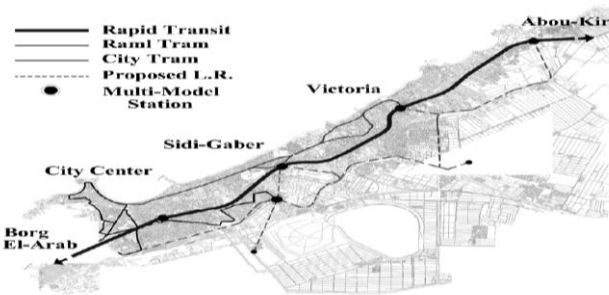 Rapid Transit
Raml Tram
City Tram
Proposed L.R.
Multi-Model
Station
Abou-Kir
Victoria
Sidi-Gaber
City Center
Borg
El-Arab